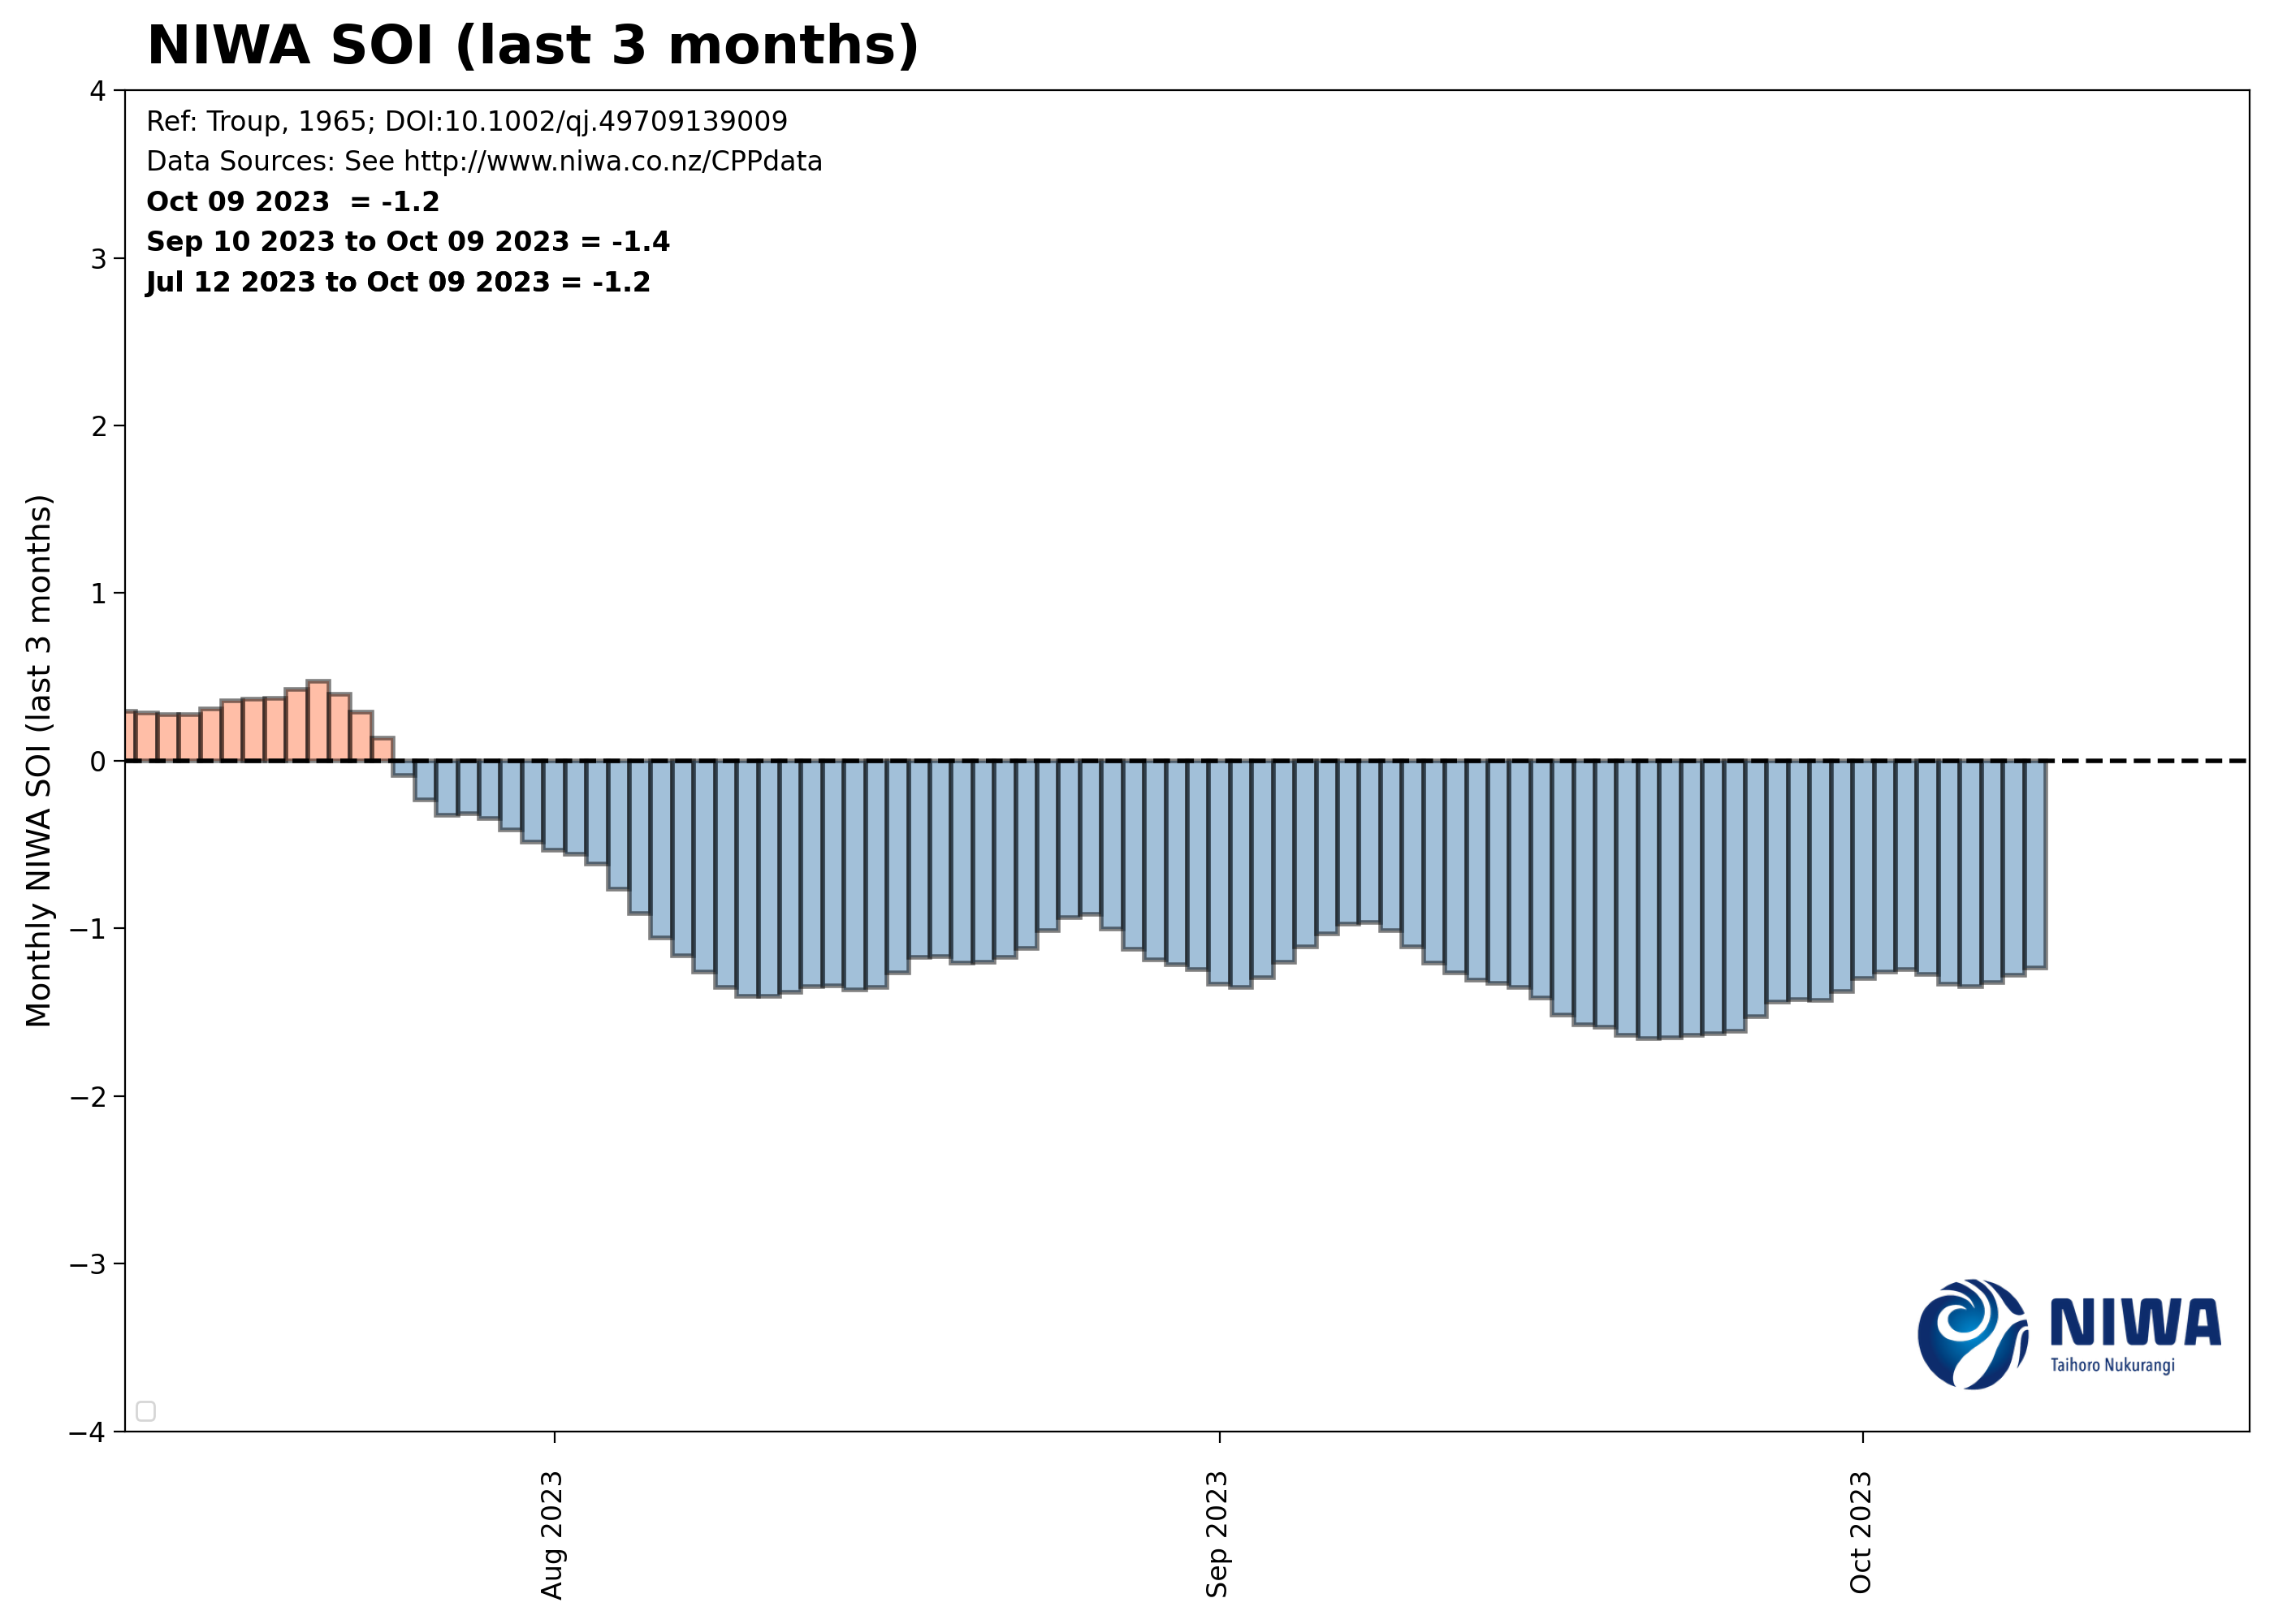 NIWA SOI (last 3 months)
Ref: Troup, 1965; DOI:10.1002/qj.49709139009
Data Sources: See http://www.niwa.co.nz/CPPdata
Oct 09 2023  = -1.2
Sep 10 2023 to Oct 09 2023 = -1.4
Jul 12 2023 to Oct 09 2023 = -1.2
Monthly NIWA SOI (last 3 months)
4
3
2
1
0
−1
−2
−3
−4
Aug 2023
Sep 2023
Oct 2023
NIWA
Taihoro Nukurangi